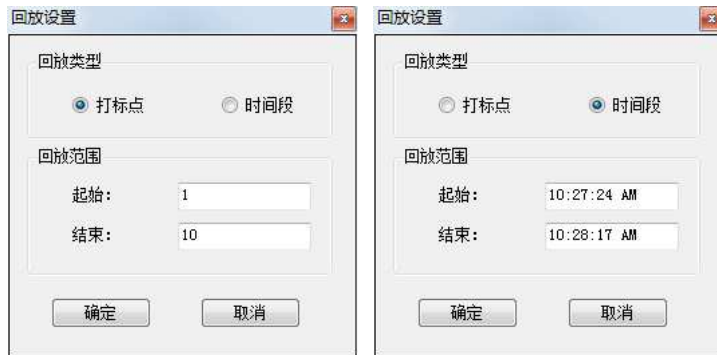 回放设置
回放类型
打标点 时间段
回放范围
起始: 1
结束: 10
确定 取消
回放设置
回放类型
打标点 时间段
回放范围
起始: 10:27:24 AM
结束: 10:28:17 AM
确定 取消